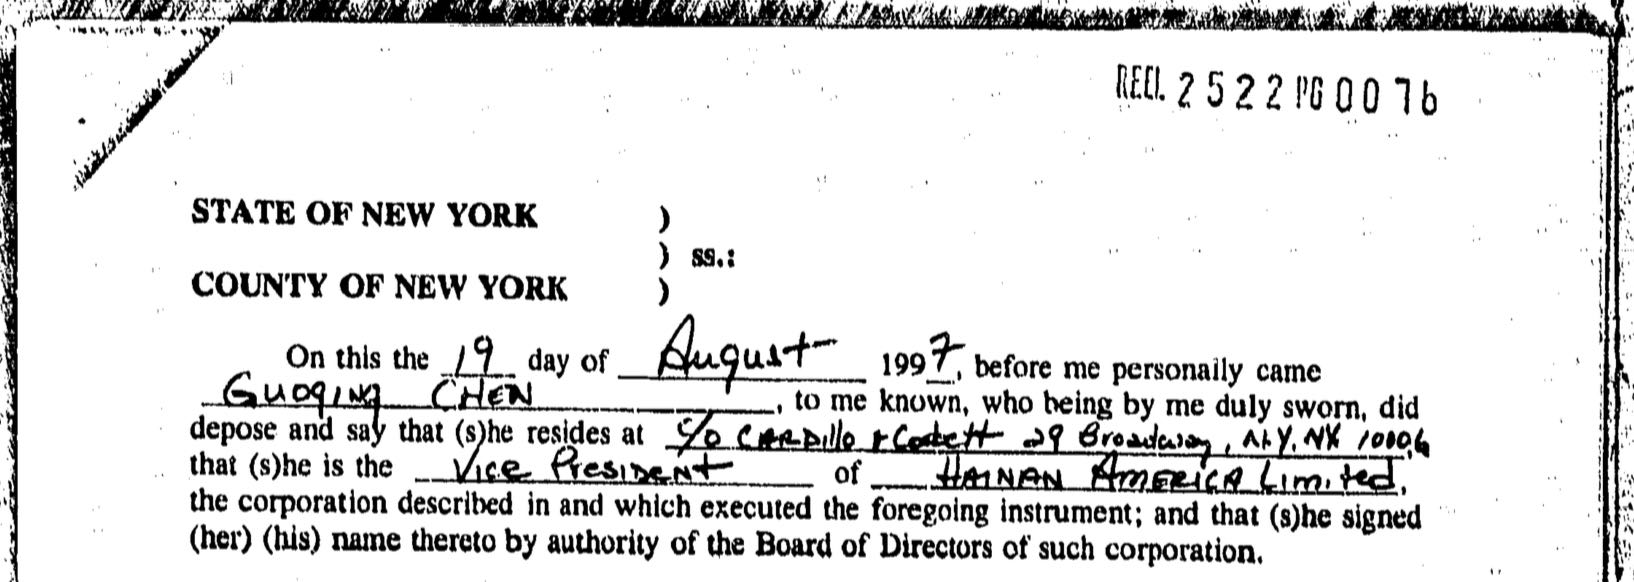 REEL 2522 PG 0076
STATE OF NEW YORK )
) ss.:
COUNTY OF NEW YORK )
On this the 19 day of August 1997, before me personally came
GUOQING CHEN, to me known, who being by me duly sworn, did
depose and say that (s)he resides at c/o CARDillo & Corbett 29 Broadway, N.Y. NY 10006
that (s)he is the Vice President of HAINAN AMERICA Limited,
the corporation described in and which executed the foregoing instrument; and that (s)he signed
(her) (his) name thereto by authority of the Board of Directors of such corporation.